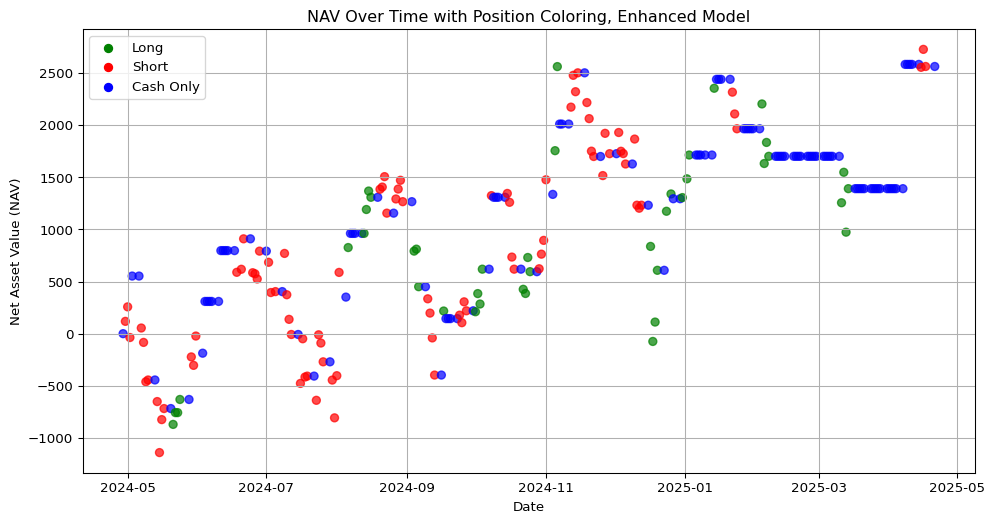 NAV Over Time with Position Coloring, Enhanced Model
Long
Short
Cash Only
Net Asset Value (NAV)
2500
2000
1500
1000
500
0
−500
−1000
2024-05
2024-07
2024-09
2024-11
2025-01
2025-03
2025-05
Date